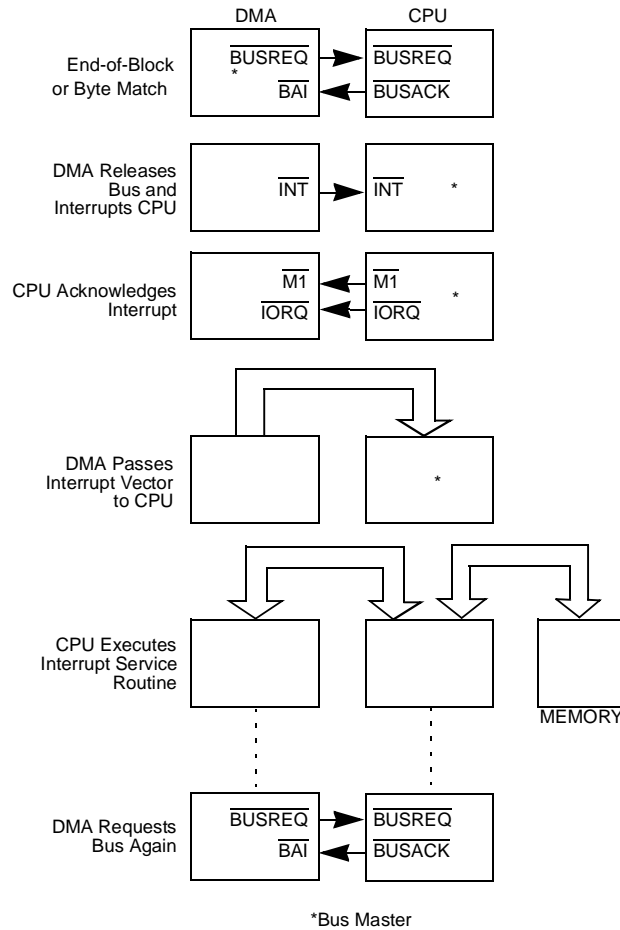 DMA CPU
End-of-Block
or Byte Match
BUSREQ BUSREQ
*
BAI BUSACK
DMA Releases
Bus and
Interrupts CPU
INT INT *
CPU Acknowledges
Interrupt
M1 M1
*
IORQ IORQ
DMA Passes
Interrupt Vector
to CPU
*
CPU Executes
Interrupt Service
Routine
MEMORY
DMA Requests
Bus Again
BUSREQ BUSREQ
BAI BUSACK
*Bus Master